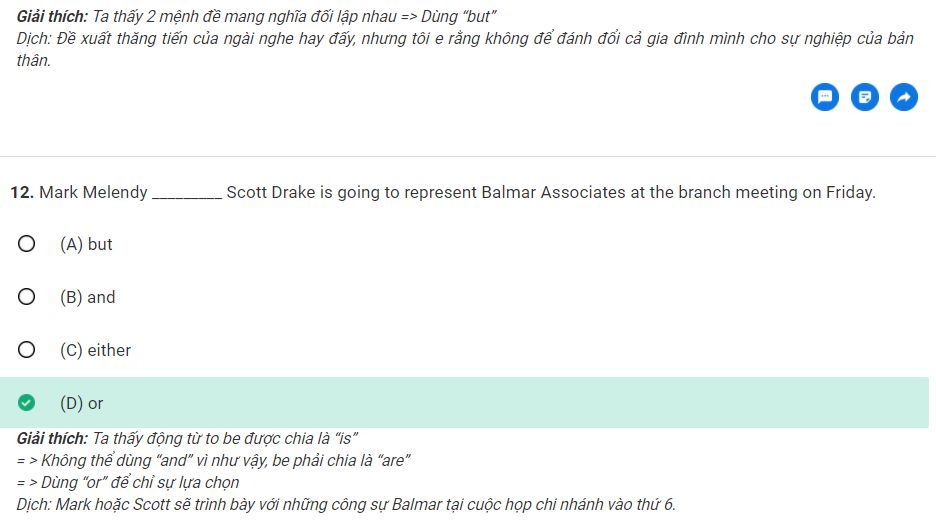 Giải thích: Ta thấy 2 mệnh đề mang nghĩa đối lập nhau => Dùng “but”
Dịch: Đề xuất thăng tiến của ngài nghe hay đấy, nhưng tôi e rằng không để đánh đổi cả gia đình mình cho sự nghiệp của bản
thân.
12. Mark Melendy _________ Scott Drake is going to represent Balmar Associates at the branch meeting on Friday.
(A) but
(B) and
(C) either
(D) or
Giải thích: Ta thấy động từ to be được chia là “is”
= > Không thể dùng “and” vì như vậy, be phải chia là “are”
= > Dùng “or” để chỉ sự lựa chọn
Dịch: Mark hoặc Scott sẽ trình bày với những công sự Balmar tại cuộc họp chi nhánh vào thứ 6.